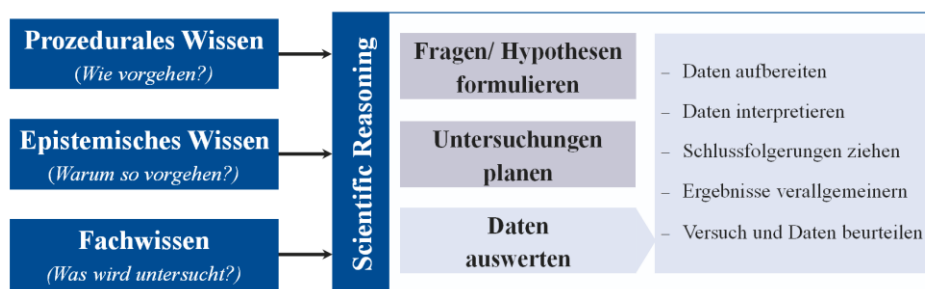 Prozedurales Wissen
(Wie vorgehen?)
Epistemisches Wissen
(Warum so vorgehen?)
Fachwissen
(Was wird untersucht?)
Scientific Reasoning
Fragen/ Hypothesen
formulieren
Untersuchungen
planen
Daten
auswerten
– Daten aufbereiten
– Daten interpretieren
– Schlussfolgerungen ziehen
– Ergebnisse verallgemeinern
– Versuch und Daten beurteilen